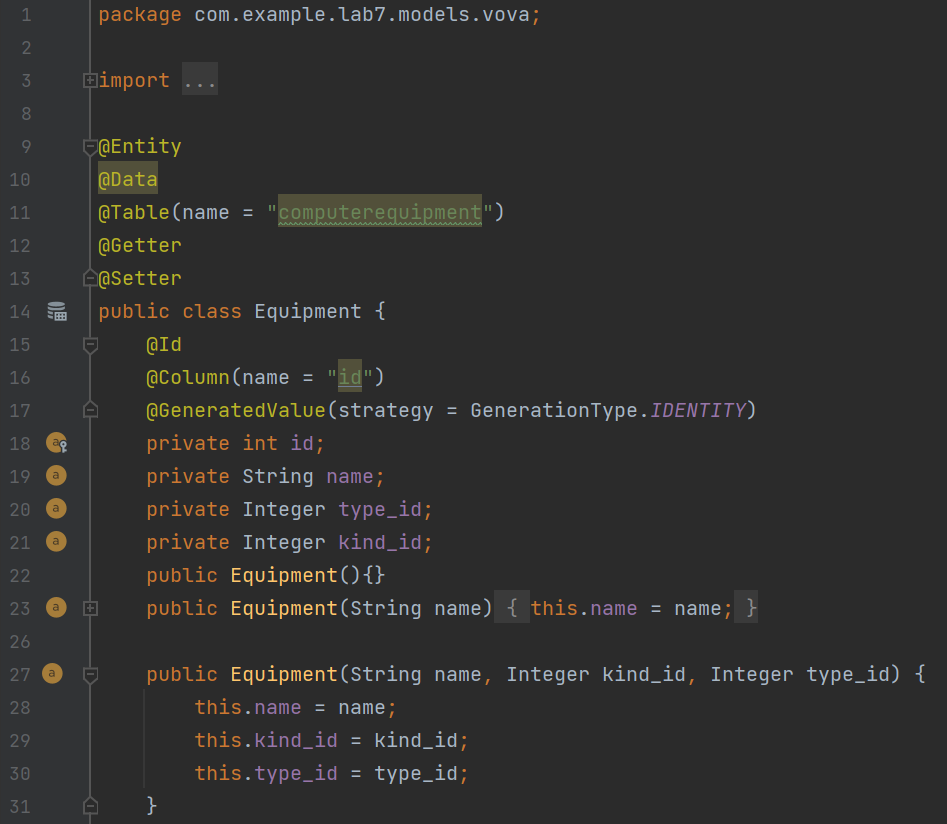 1 package com.example.lab7.models.vova;
2
3 import ...
8
9 @Entity
10 @Data
11 @Table(name = "computerequipment")
12 @Getter
13 @Setter
14 public class Equipment {
15     @Id
16     @Column(name = "id")
17     @GeneratedValue(strategy = GenerationType.IDENTITY)
18     private int id;
19     private String name;
20     private Integer type_id;
21     private Integer kind_id;
22     public Equipment(){}
23     public Equipment(String name) { this.name = name; }
26
27     public Equipment(String name, Integer kind_id, Integer type_id) {
28         this.name = name;
29         this.kind_id = kind_id;
30         this.type_id = type_id;
31     }